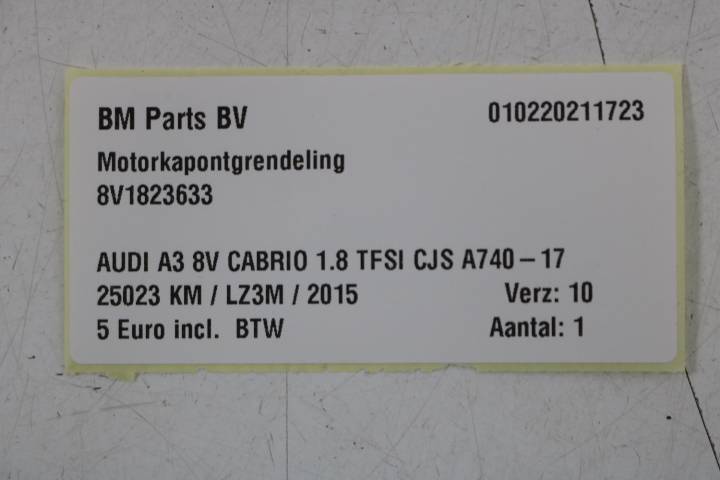 BM Parts BV 010220211723
Motorkapontgrendeling
8V1823633
AUDI A3 8V CABRIO 1.8 TFSI CJS A740-17
25023 KM / LZ3M / 2015 Verz: 10
5 Euro incl. BTW Aantal: 1